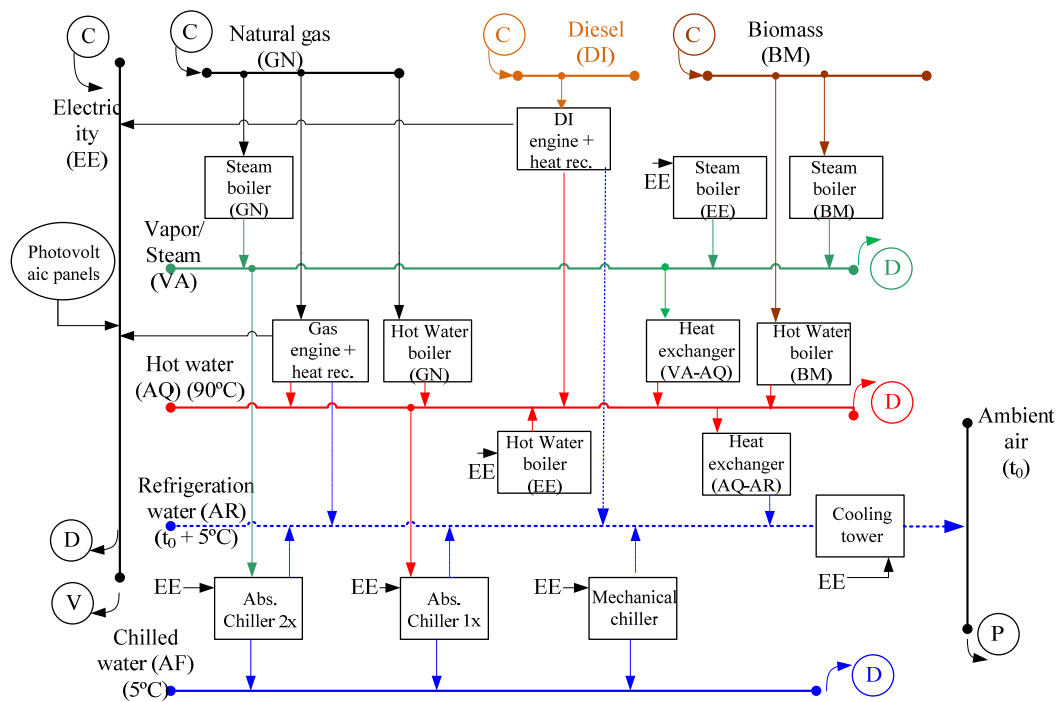 C
Natural gas
(GN)
C
C
Diesel
(DI)
C
Biomass
(BM)
Electric
ity
(EE)
DI
engine +
heat rec.
Steam
boiler
(GN)
EE
Steam
boiler
(EE)
Steam
boiler
(BM)
Vapor/
Steam
(VA)
D
Photovolt
aic panels
Gas
engine +
heat rec.
Hot Water
boiler
(GN)
Heat
exchanger
(VA-AQ)
Hot Water
boiler
(BM)
Hot water
(AQ) (90ºC)
D
Ambient
air
(t0)
EE
Hot Water
boiler
(EE)
Heat
exchanger
(AQ-AR)
Refrigeration
water (AR)
(t0 + 5ºC)
Cooling
tower
EE
D
V
EE
Abs.
Chiller 2x
EE
Abs.
Chiller 1x
EE
Mechanical
chiller
P
Chilled
water (AF)
(5ºC)
D